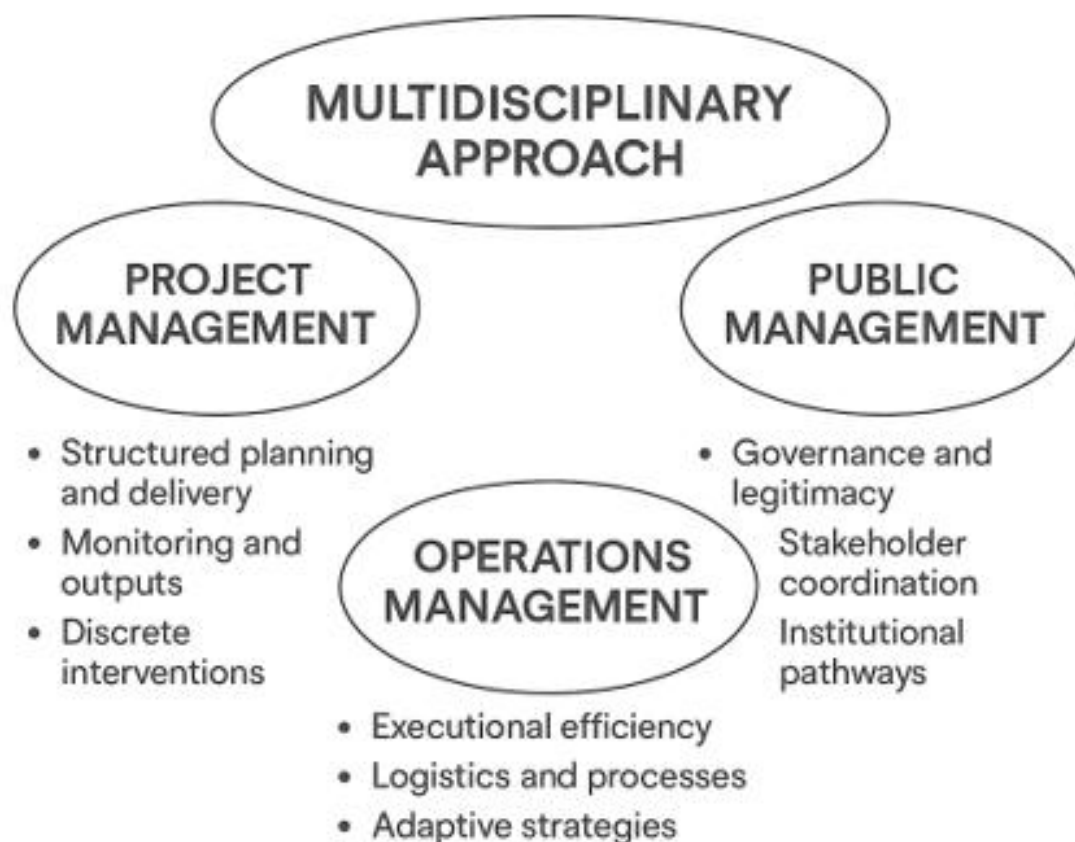 MULTIDISCIPLINARY
APPROACH
PROJECT
MANAGEMENT
• Structured planning
and delivery
• Monitoring and
outputs
• Discrete
interventions
PUBLIC
MANAGEMENT
• Governance and
legitimacy
Stakeholder
coordination
Institutional
pathways
OPERATIONS
MANAGEMENT
• Executional efficiency
• Logistics and processes
• Adaptive strategies